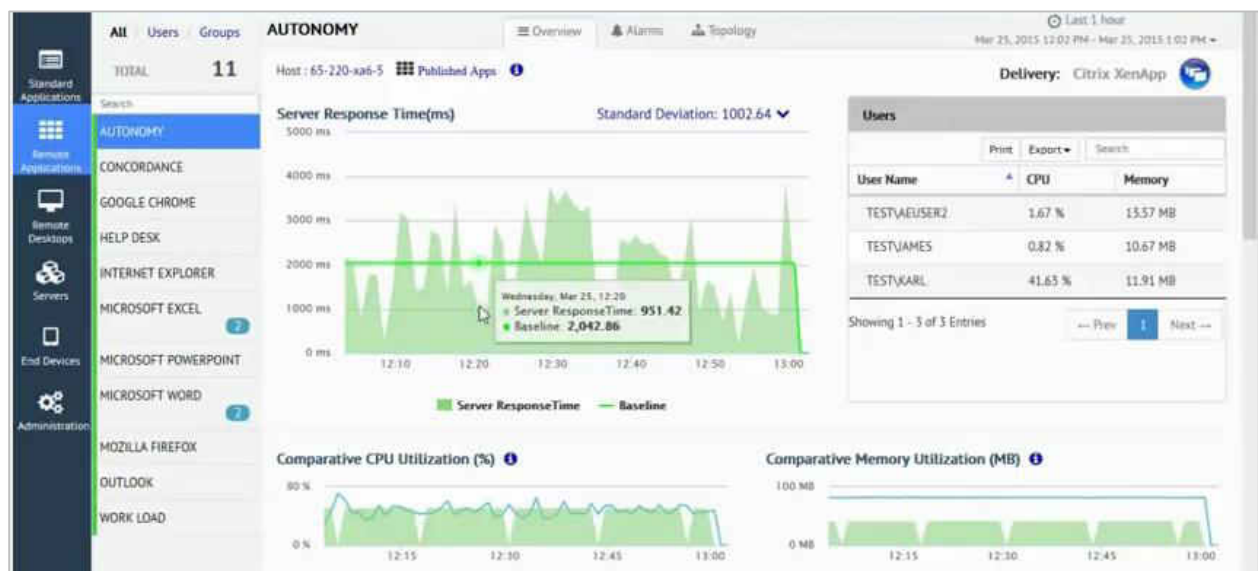 All Users Groups
AUTONOMY
Overview
Alarms
Topology
Last 1 hour
Mar 25, 2015 12:02 PM - Mar 25, 2015 1:02 PM
TOTAL 11
Host : 65-220-xa6-5 Published Apps
Delivery: Citrix XenApp
Standard
Applications
Remote
Applications
Remote
Desktops
Servers
End Devices
Administration
Search
AUTONOMY
CONCORDANCE
GOOGLE CHROME
HELP DESK
INTERNET EXPLORER
MICROSOFT EXCEL
2
MICROSOFT POWERPOINT
MICROSOFT WORD
2
MOZILLA FIREFOX
OUTLOOK
WORK LOAD
Server Response Time(ms)
Standard Deviation: 1002.64
5000 ms
4000 ms
3000 ms
2000 ms
1000 ms
0 ms
Wednesday, Mar 25, 12:20
Server ResponseTime: 951.42
Baseline: 2,042.86
12:10 12:20 12:30 12:40 12:50 13:00
Server ResponseTime Baseline
Users
Print Export Search
User Name CPU Memory
TEST\AEUSER2 1.67 % 13.57 MB
TEST\JAMES 0.82 % 10.67 MB
TEST\KARL 41.63 % 11.91 MB
Showing 1 - 3 of 3 Entries
← Prev 1 Next →
Comparative CPU Utilization (%)
80 %
0 %
12:15 12:30 12:45 13:00
Comparative Memory Utilization (MB)
100 MB
0 MB
12:15 12:30 12:45 13:00